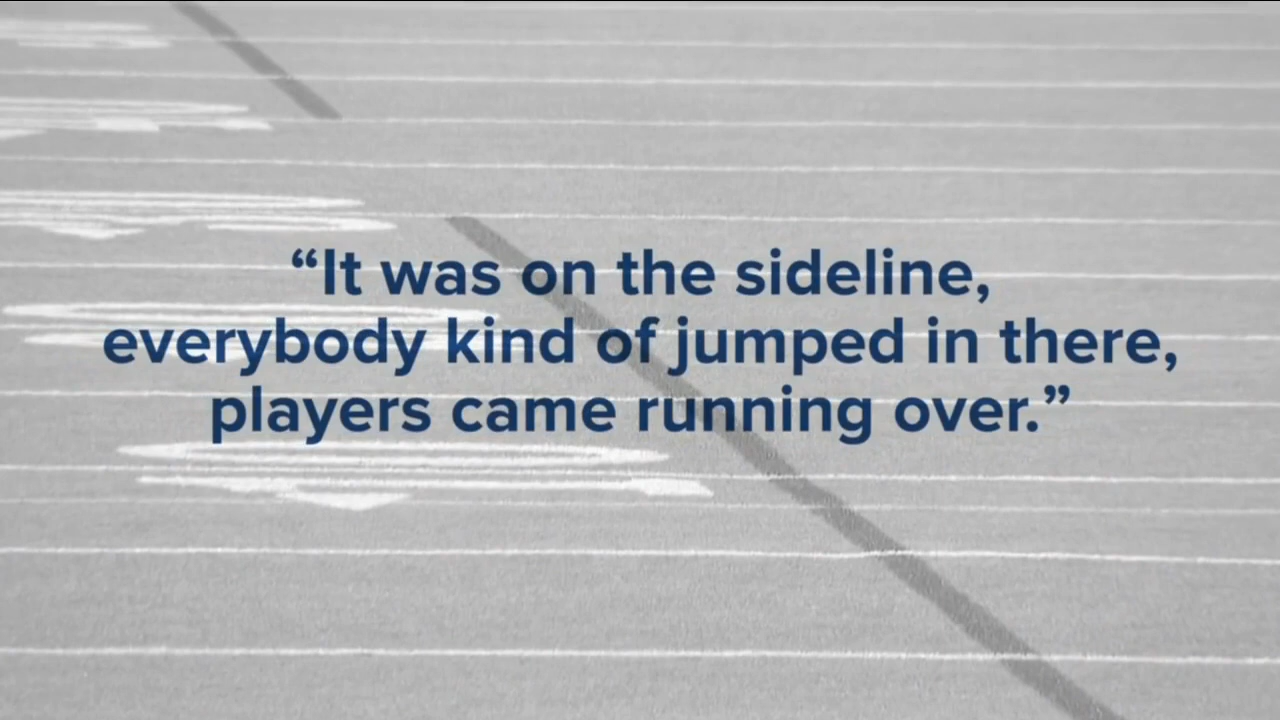 “It was on the sideline,
everybody kind of jumped in there,
players came running over.”